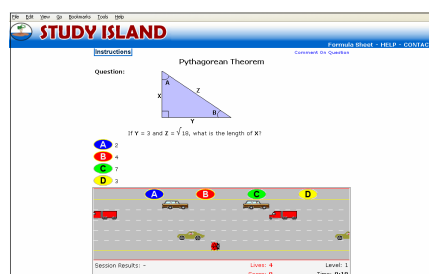 File Edit View Go Bookmarks Tools Help
STUDY ISLAND
Formula Sheet - HELP - CONTAC
Instructions
Comment On Question
Pythagorean Theorem
Question:
A
X
Z
B
Y
If Y = 3 and Z = √18, what is the length of X?
A 2
B 4
C 7
D 3
A B C D
Session Results: -
Lives: 4
Level: 1